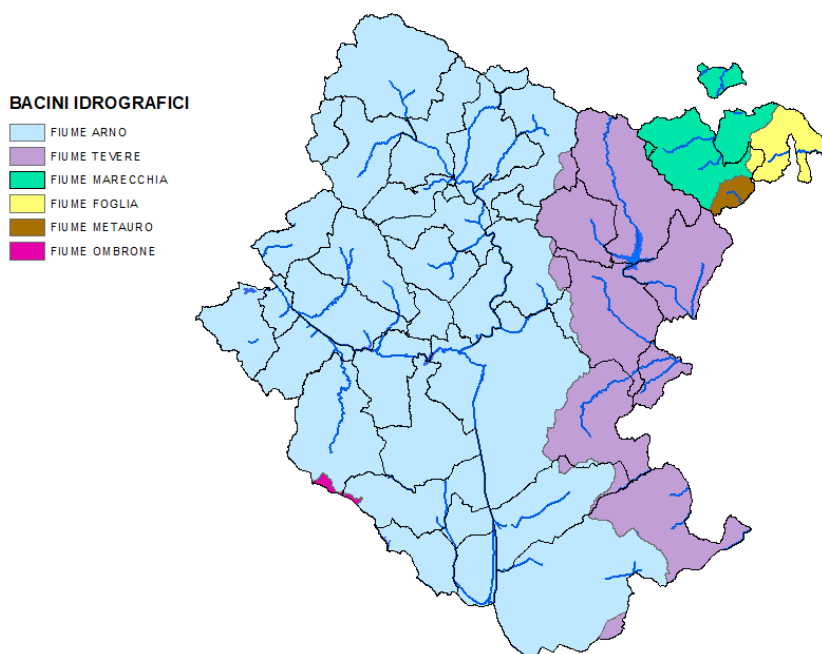 BACINI IDROGRAFICI
FIUME ARNO
FIUME TEVERE
FIUME MARECCHIA
FIUME FOGLIA
FIUME METAURO
FIUME OMBRONE